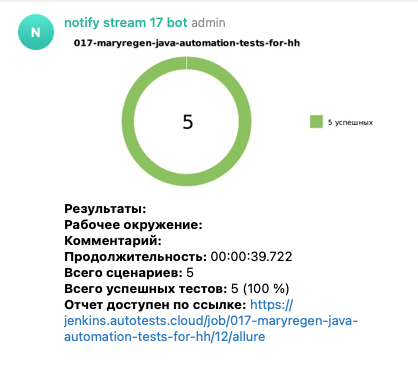 N
notify stream 17 bot admin
017-maryregen-java-automation-tests-for-hh
5
5 успешных
Результаты:
Рабочее окружение:
Комментарий:
Продолжительность: 00:00:39.722
Всего сценариев: 5
Всего успешных тестов: 5 (100 %)
Отчет доступен по ссылке: https://
jenkins.autotests.cloud/job/017-maryregen-java-
automation-tests-for-hh/12/allure